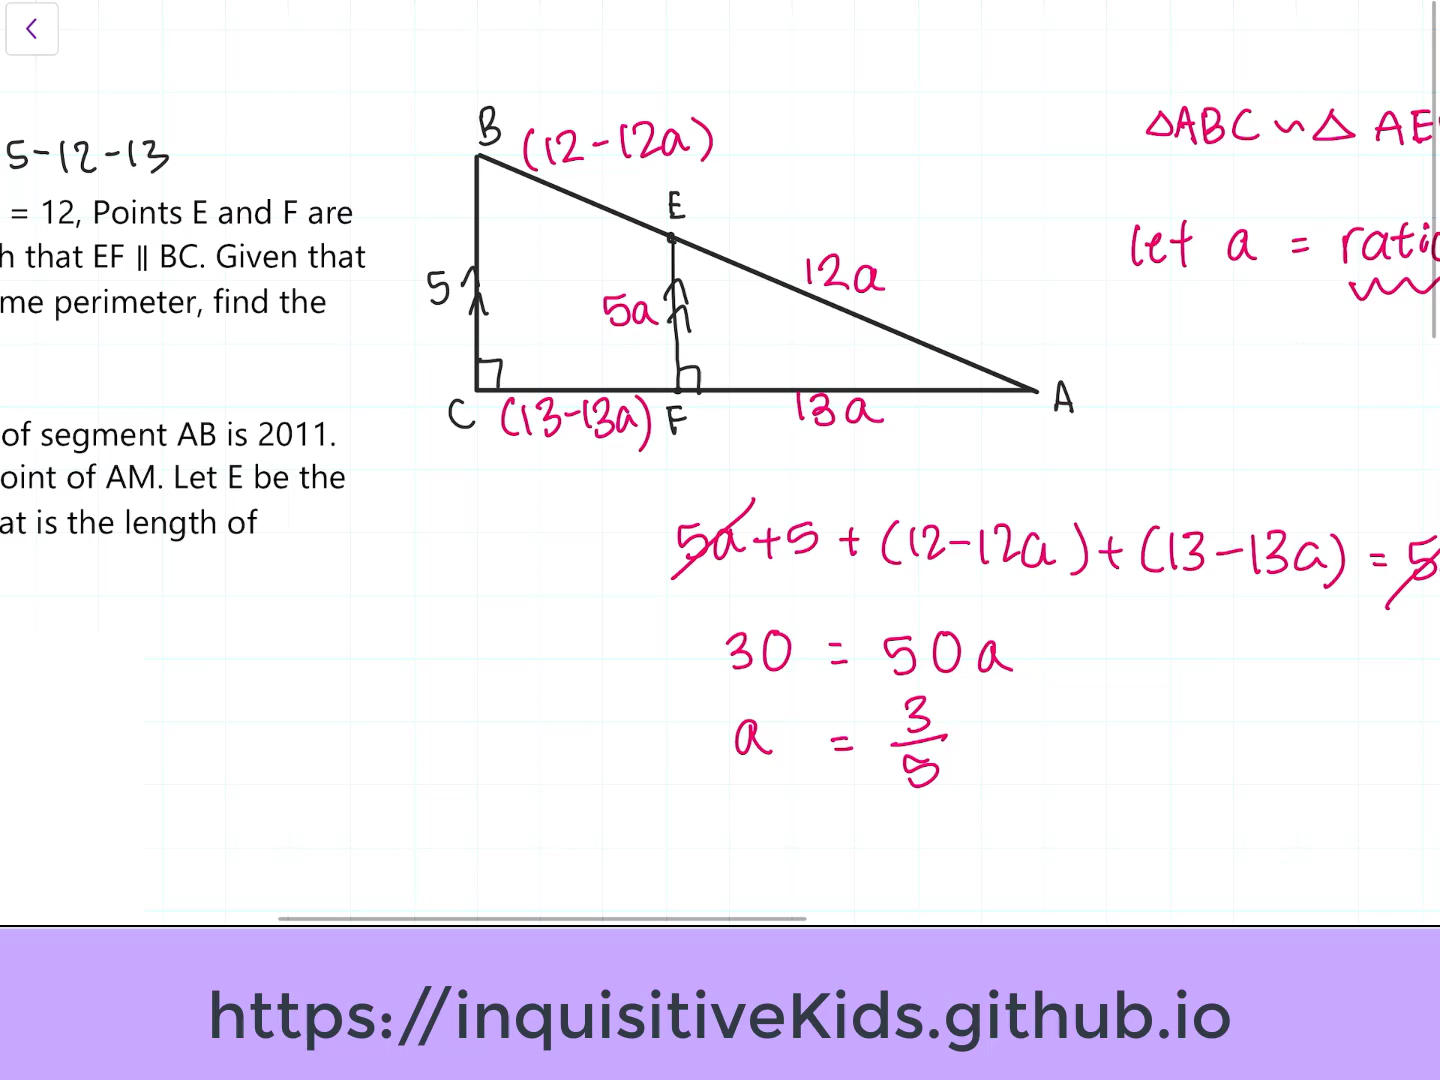 5-12-13
= 12, Points E and F are
h that EF ∥ BC. Given that
me perimeter, find the
of segment AB is 2011.
oint of AM. Let E be the
at is the length of
B
(12-12a)
E
5
5a
12a
C
(13-13a)
F
13a
A
△ABC ~ △ AE
let a = ratio
5a+5 + (12-12a) + (13-13a) = 5
30 = 50a
a = 3/5
https://inquisitiveKids.github.io